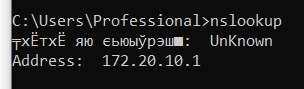 C:\Users\Professional>nslookup
╤хЁтхЁ яю єьюыўрэш■:  UnKnown
Address:  172.20.10.1